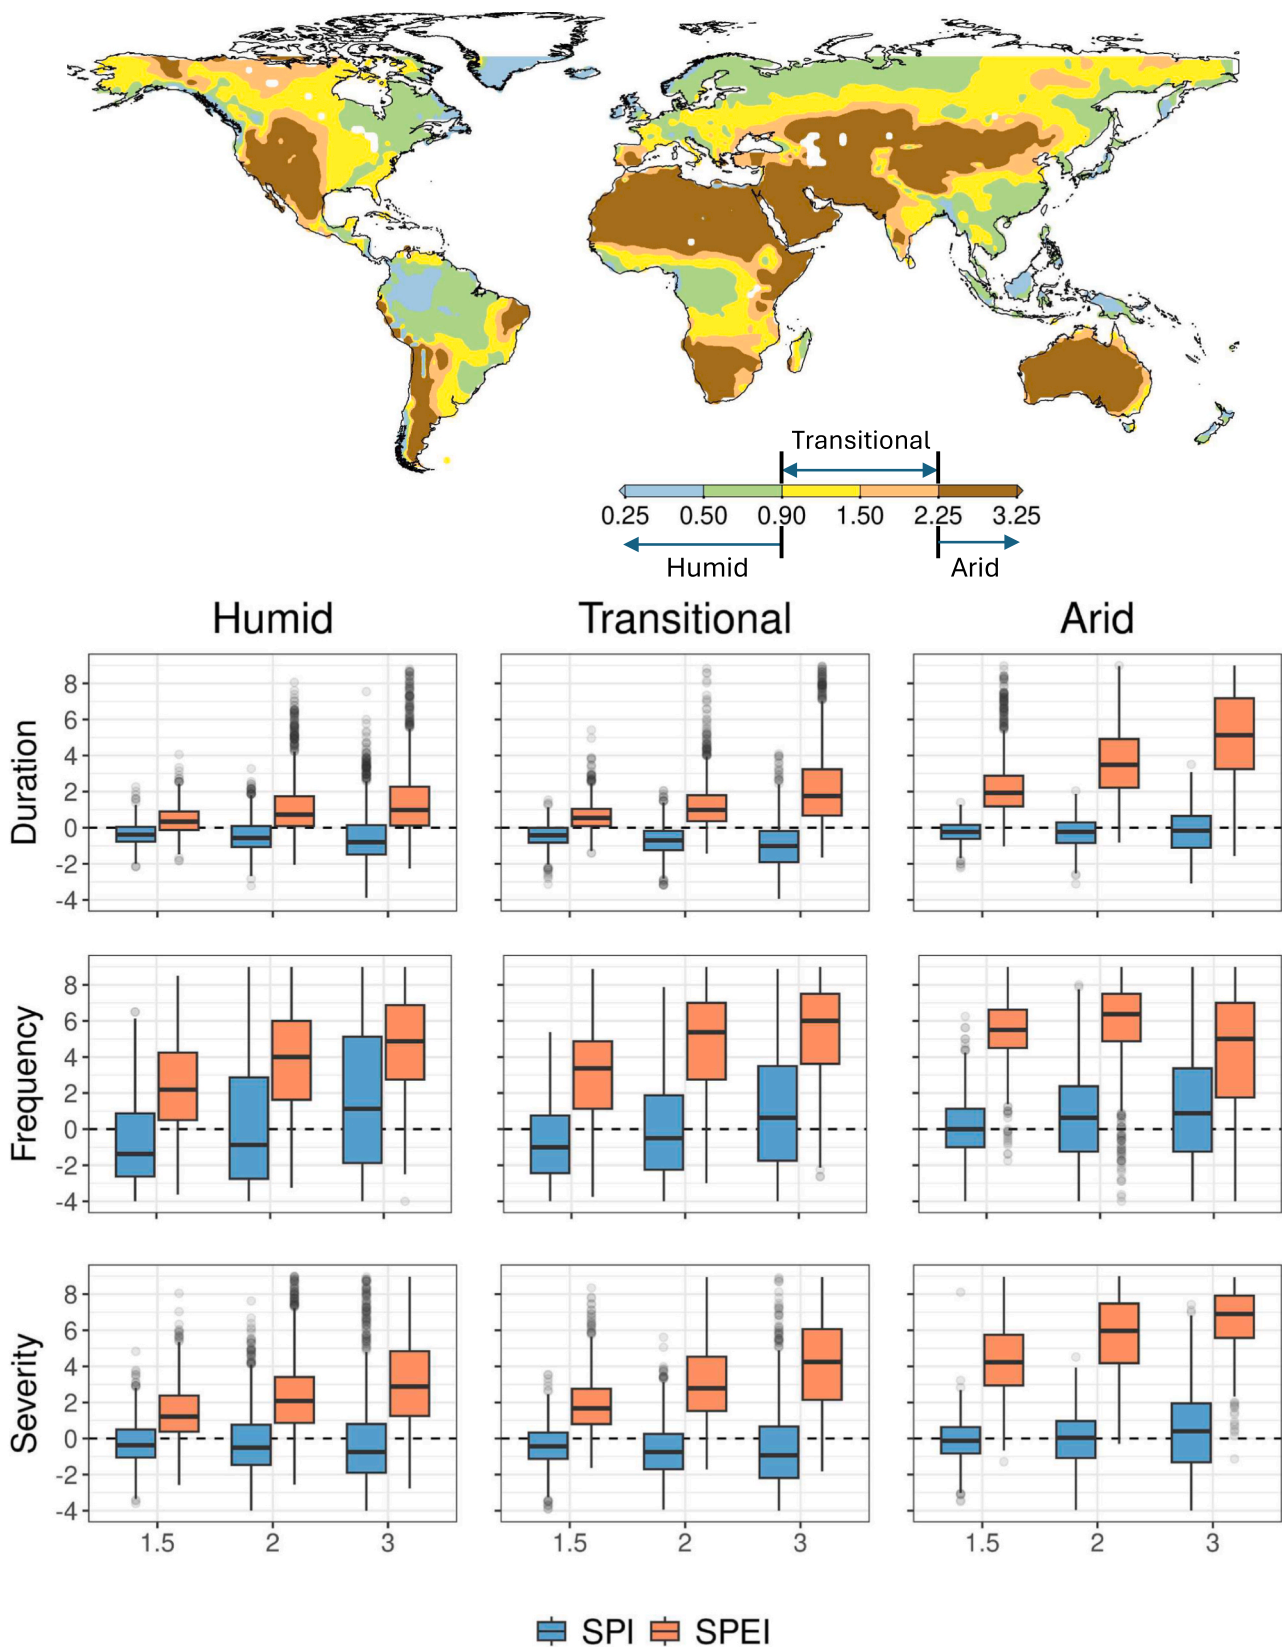 Transitional
0.25 0.50 0.90 1.50 2.25 3.25
Humid Arid
Humid Transitional Arid
Duration
8
6
4
2
0
-2
-4
Frequency
8
6
4
2
0
-2
-4
Severity
8
6
4
2
0
-2
-4
1.5 2 3 1.5 2 3 1.5 2 3
SPI SPEI